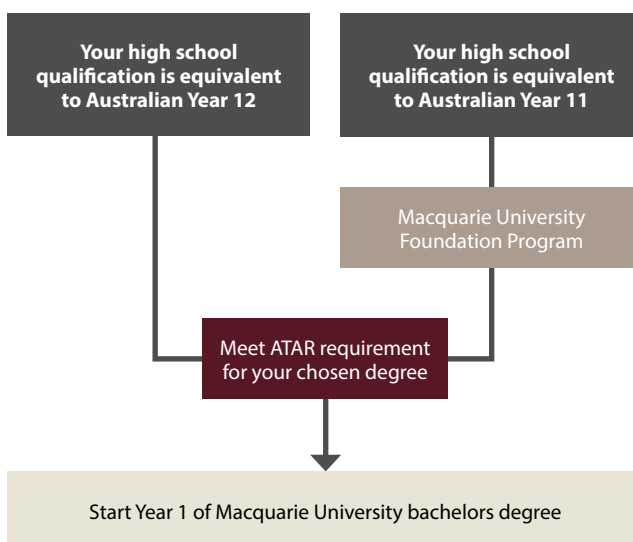 Your high school
qualification is equivalent
to Australian Year 12
Your high school
qualification is equivalent
to Australian Year 11
Macquarie University
Foundation Program
Meet ATAR requirement
for your chosen degree
Start Year 1 of Macquarie University bachelors degree